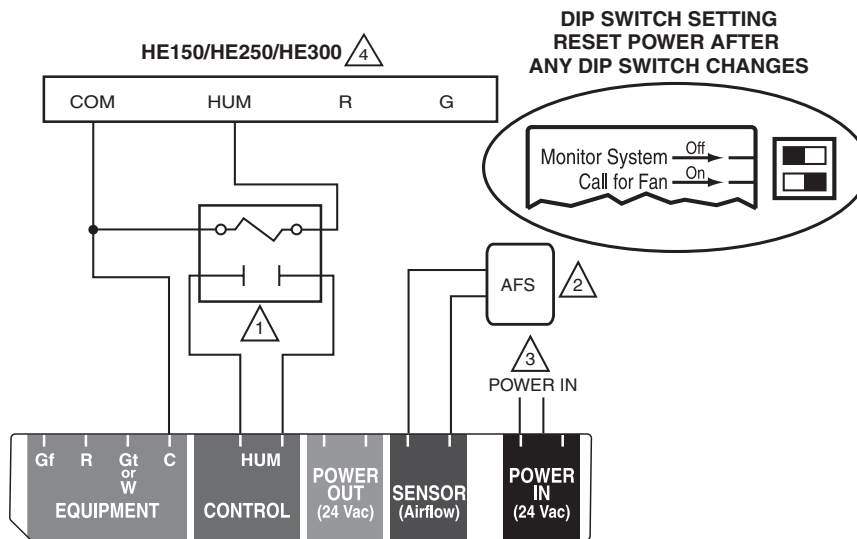 DIP SWITCH SETTING
RESET POWER AFTER
ANY DIP SWITCH CHANGES
HE150/HE250/HE300 4
COM HUM R G
Monitor System Off
Call for Fan On
AFS 2
1
3
POWER IN
Gf R Gt or W C
EQUIPMENT
HUM
CONTROL
POWER
OUT
(24 Vac)
SENSOR
(Airflow)
POWER
IN
(24 Vac)